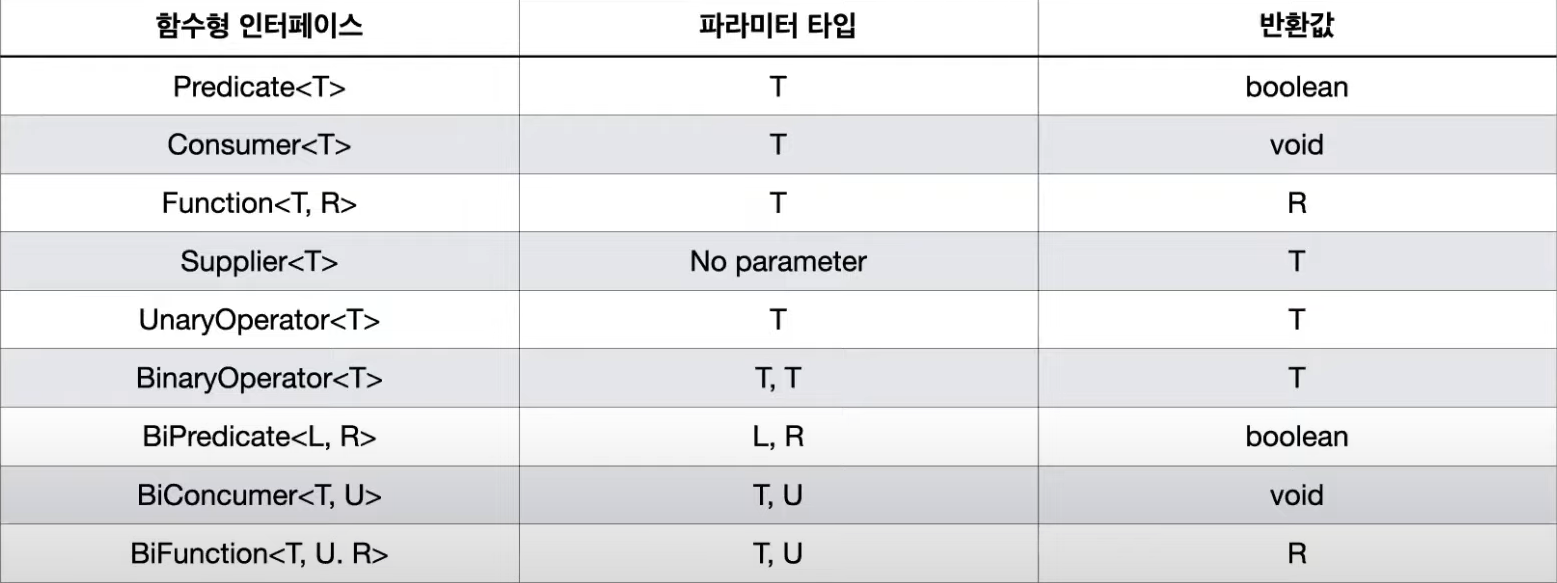 함수형 인터페이스 파라미터 타입 반환값
Predicate<T> T boolean
Consumer<T> T void
Function<T, R> T R
Supplier<T> No parameter T
UnaryOperator<T> T T
BinaryOperator<T> T, T T
BiPredicate<L, R> L, R boolean
BiConcumer<T, U> T, U void
BiFunction<T, U. R> T, U R